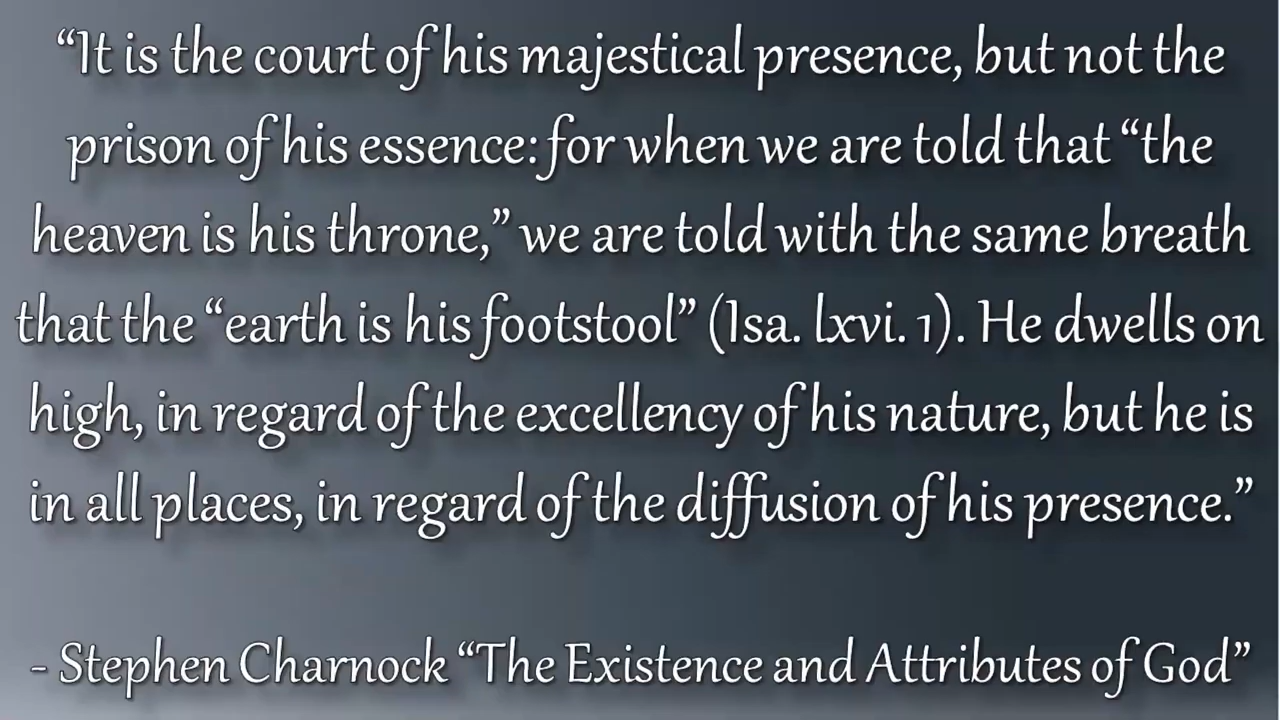 “It is the court of his majestical presence, but not the
prison of his essence: for when we are told that “the
heaven is his throne,” we are told with the same breath
that the “earth is his footstool” (Isa. lxvi. 1). He dwells on
high, in regard of the excellency of his nature, but he is
in all places, in regard of the diffusion of his presence.”
- Stephen Charnock “The Existence and Attributes of God”